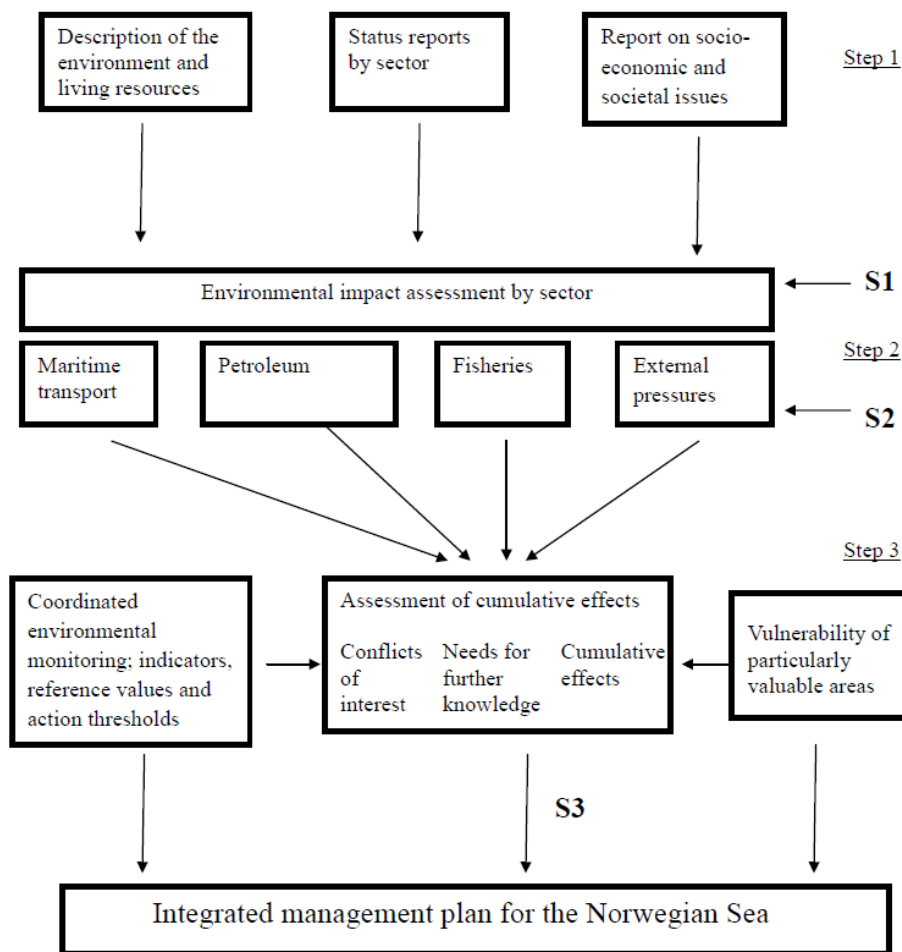 Description of the
environment and
living resources
Status reports
by sector
Report on socio-
economic and
societal issues
Step 1
Environmental impact assessment by sector
S1
Maritime
transport
Petroleum
Fisheries
External
pressures
Step 2
S2
Step 3
Coordinated
environmental
monitoring; indicators,
reference values and
action thresholds
Assessment of cumulative effects
Conflicts
of
interest
Needs for
further
knowledge
Cumulative
effects
Vulnerability of
particularly
valuable areas
S3
Integrated management plan for the Norwegian Sea